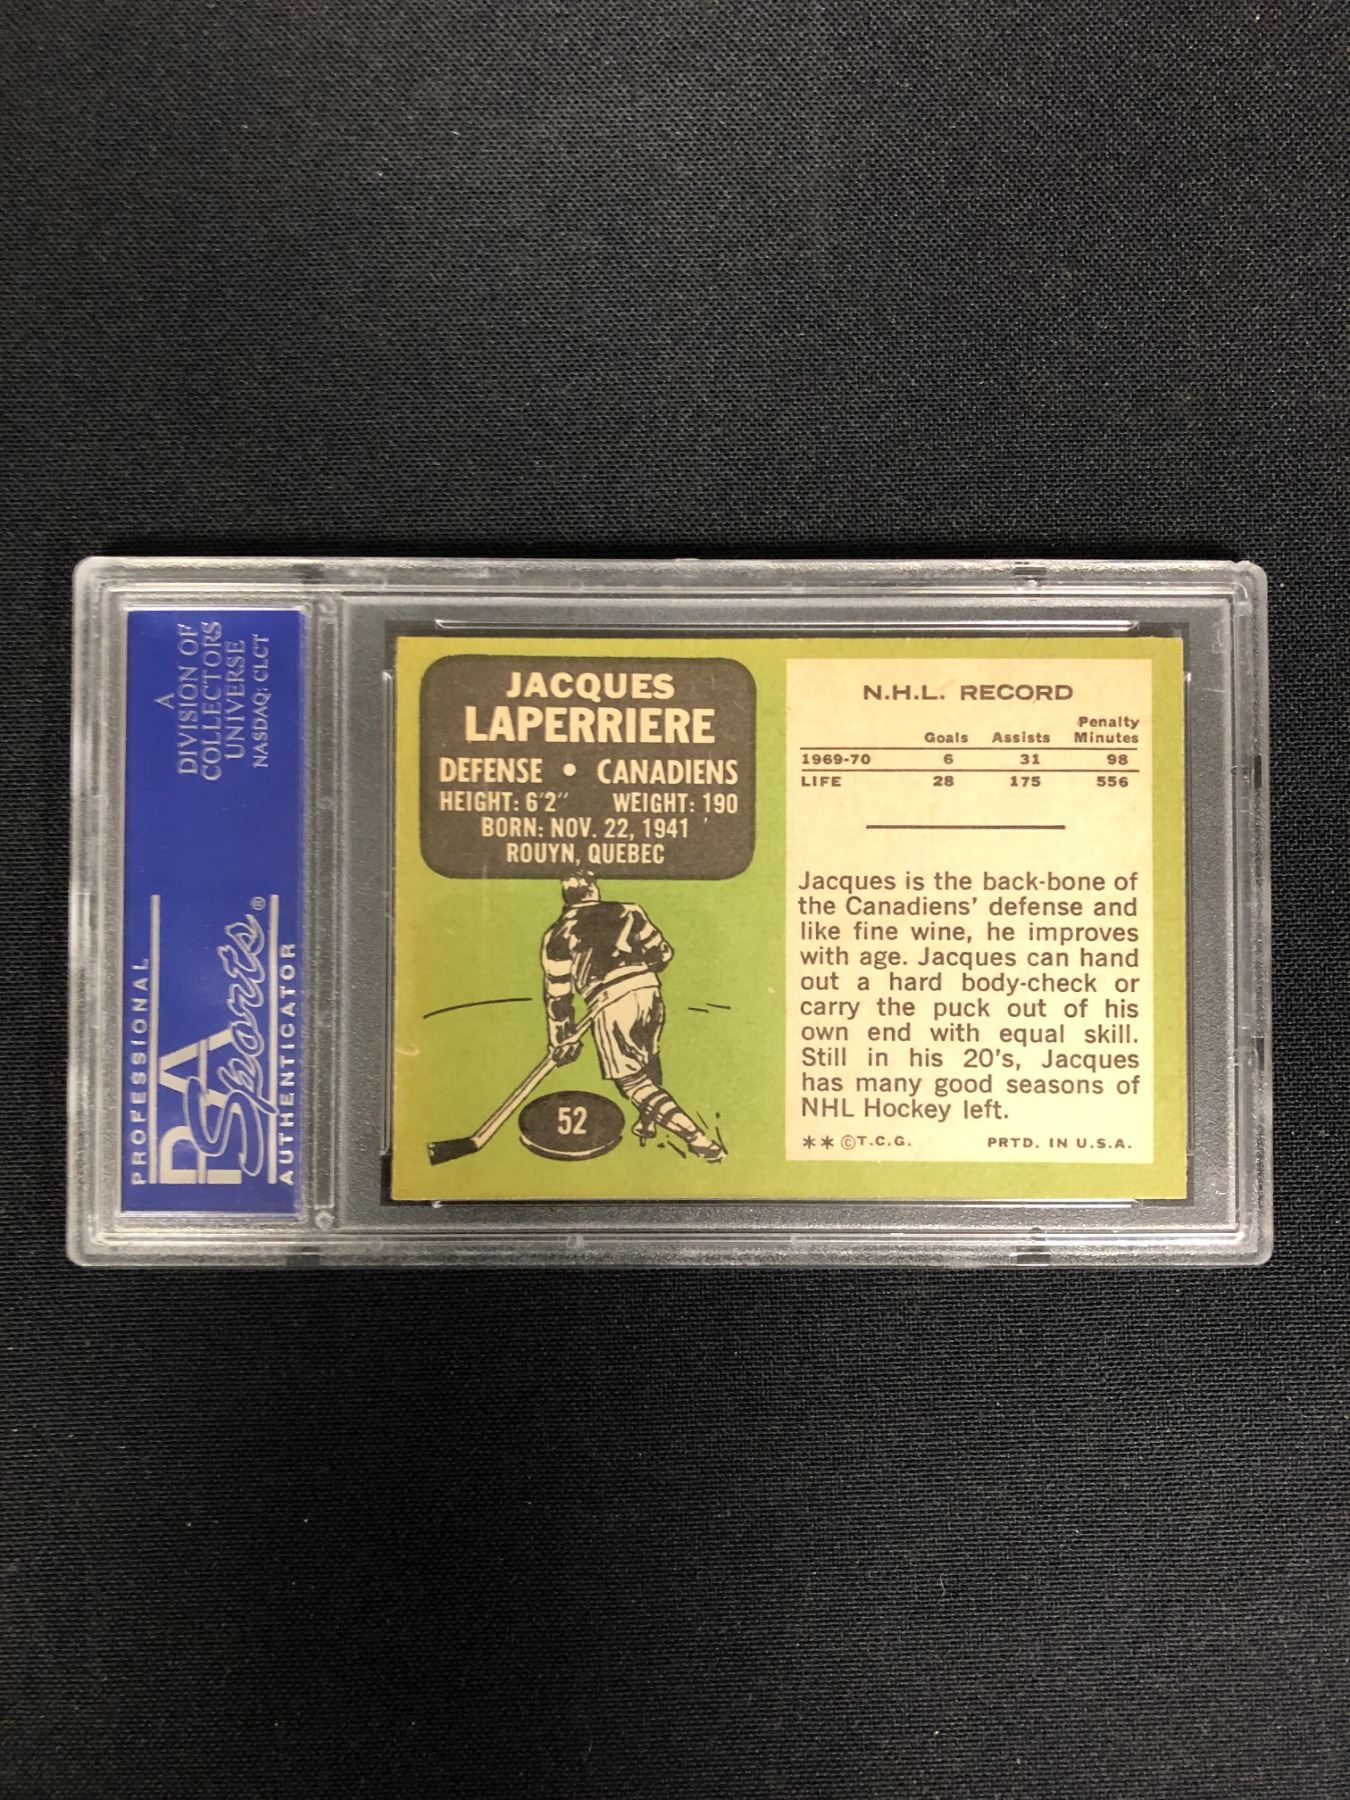 A
DIVISION OF
COLLECTORS
UNIVERSE
NASDAQ: CLCT
PROFESSIONAL
PSA
Sports®
AUTHENTICATOR
JACQUES
LAPERRIERE
DEFENSE • CANADIENS
HEIGHT: 6'2" WEIGHT: 190
BORN: NOV. 22, 1941
ROUYN, QUEBEC
52
N.H.L. RECORD
Goals Assists Penalty Minutes
1969-70 6 31 98
LIFE 28 175 556
Jacques is the back-bone of
the Canadiens' defense and
like fine wine, he improves
with age. Jacques can hand
out a hard body-check or
carry the puck out of his
own end with equal skill.
Still in his 20's, Jacques
has many good seasons of
NHL Hockey left.
**©T.C.G. PRTD. IN U.S.A.